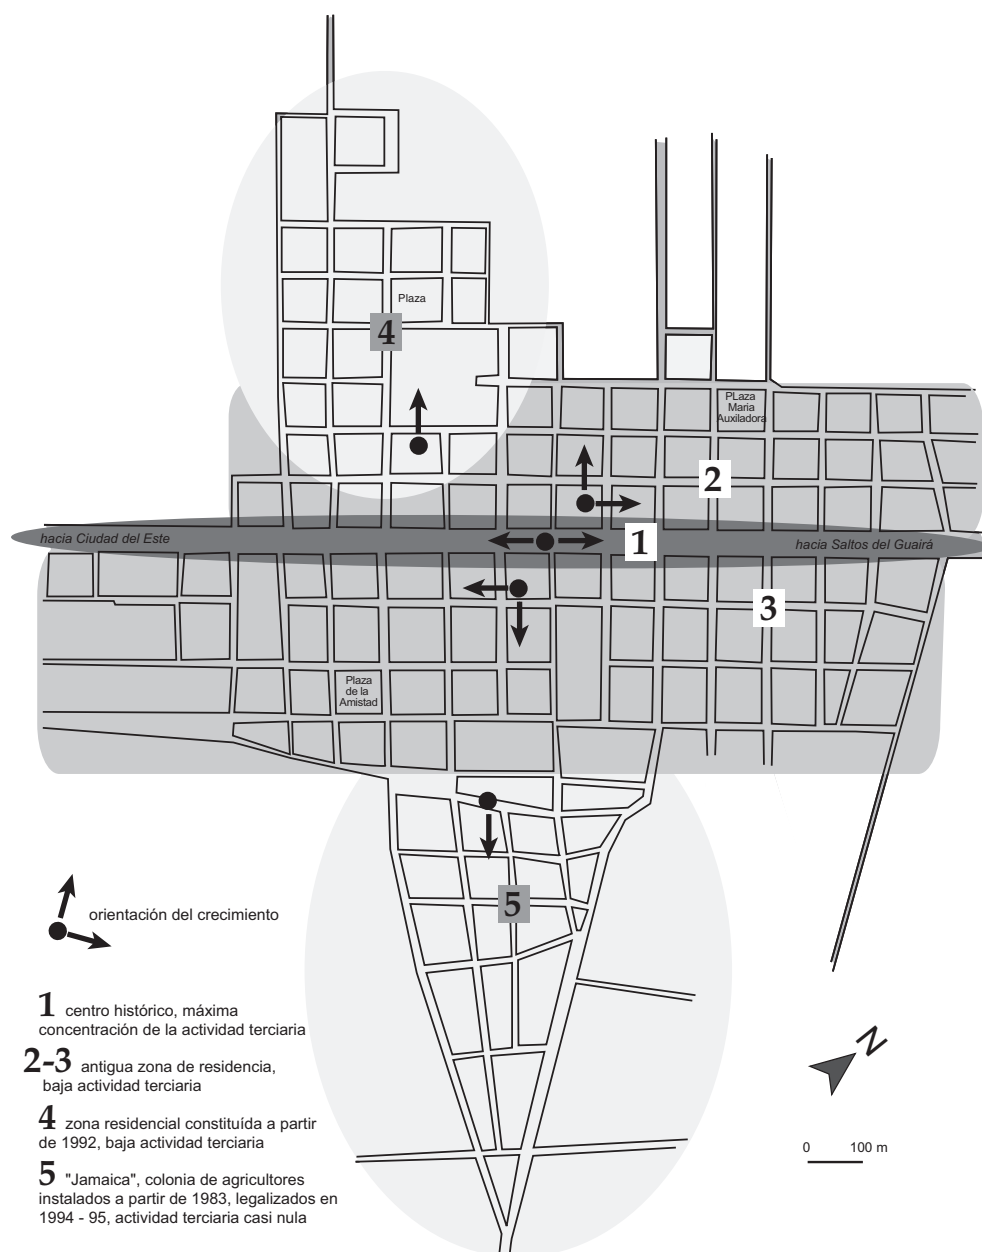 Plaza
4
PLaza
Maria
Auxiliadora
2
hacia Ciudad del Este
1
hacia Saltos del Guairá
3
Plaza
de la
Amistad
5
orientación del crecimiento
1 centro histórico, máxima
concentración de la actividad terciaria
2-3 antigua zona de residencia,
baja actividad terciaria
4 zona residencial constituída a partir
de 1992, baja actividad terciaria
5 "Jamaica", colonia de agricultores
instalados a partir de 1983, legalizados en
1994 - 95, actividad terciaria casi nula
N
0 100 m